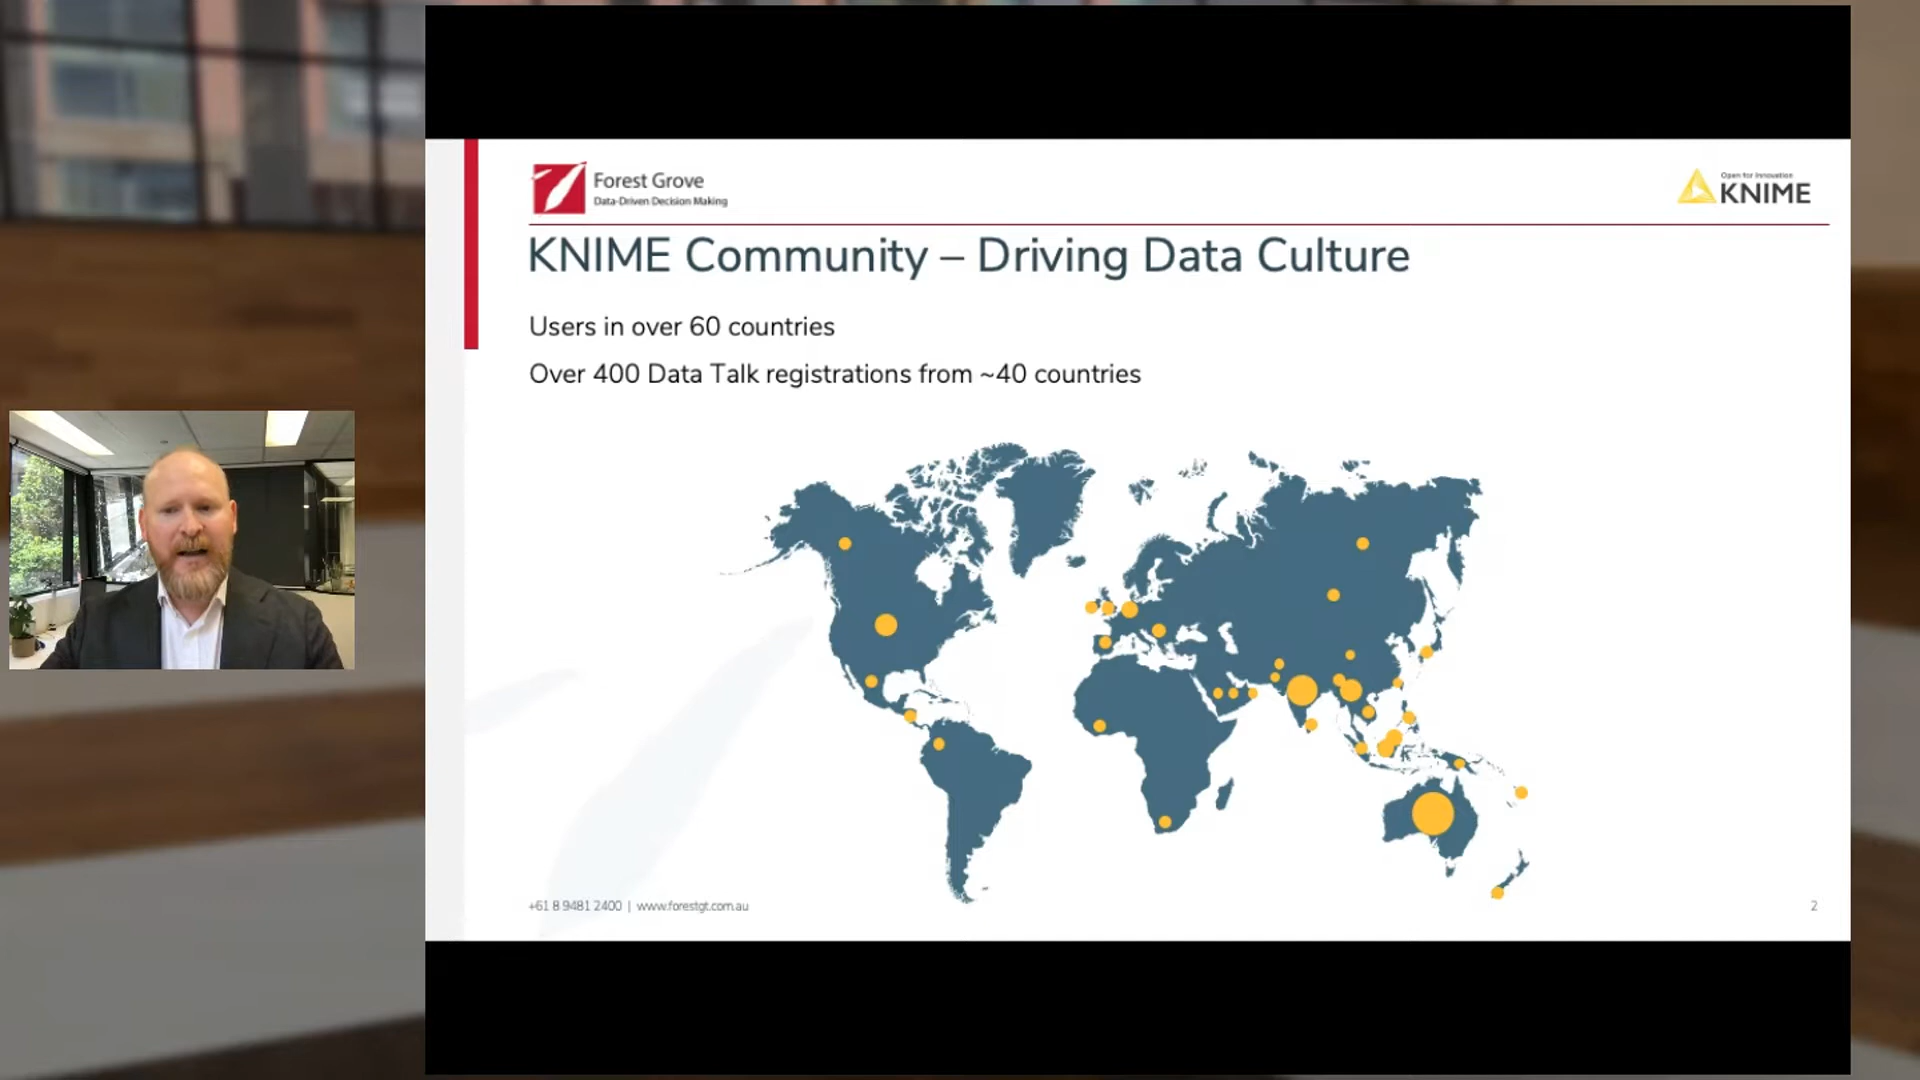 Forest Grove
Data-Driven Decision Making
Open for Innovation
KNIME
KNIME Community – Driving Data Culture
Users in over 60 countries
Over 400 Data Talk registrations from ~40 countries
+61 8 9481 2400 | www.forestgt.com.au
2